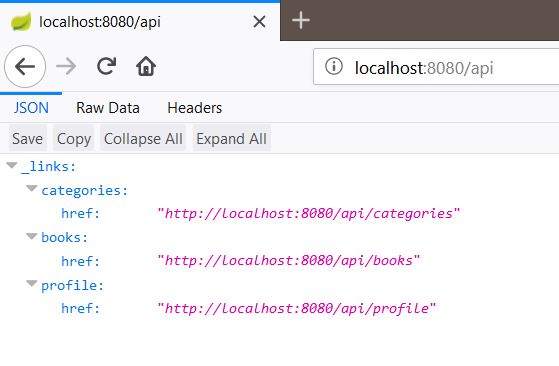 localhost:8080/api
localhost:8080/api
JSON Raw Data Headers
Save Copy Collapse All Expand All
_links:
categories:
href: "http://localhost:8080/api/categories"
books:
href: "http://localhost:8080/api/books"
profile:
href: "http://localhost:8080/api/profile"